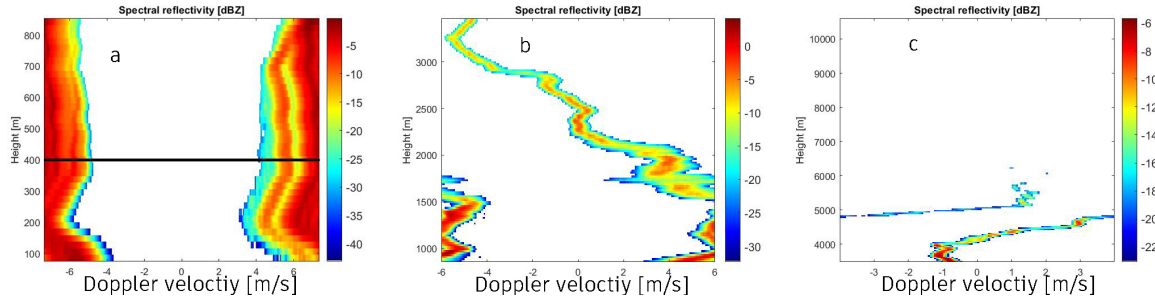 Spectral reflectivity [dBZ]
a
800
700
600
500
400
300
200
100
Height [m]
-6 -4 -2 0 2 4 6
Doppler veloctiy [m/s]
-5
-10
-15
-20
-25
-30
-35
-40
Spectral reflectivity [dBZ]
b
3000
2500
2000
1500
1000
Height [m]
-6 -4 -2 0 2 4 6
Doppler veloctiy [m/s]
0
-5
-10
-15
-20
-25
-30
Spectral reflectivity [dBZ]
c
10000
9000
8000
7000
6000
5000
4000
Height [m]
-3 -2 -1 0 1 2 3
Doppler velocity [m/s]
-6
-8
-10
-12
-14
-16
-18
-20
-22